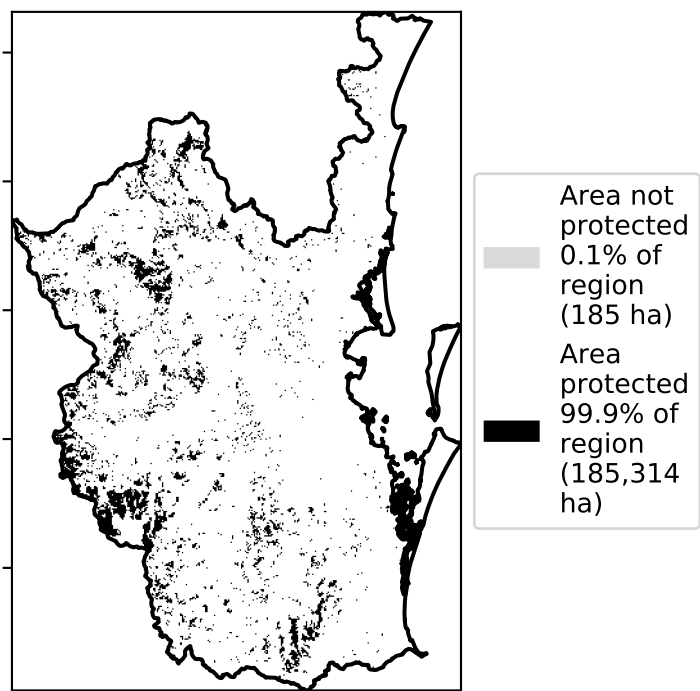 Area not
protected
0.1% of
region
(185 ha)
Area
protected
99.9% of
region
(185,314
ha)